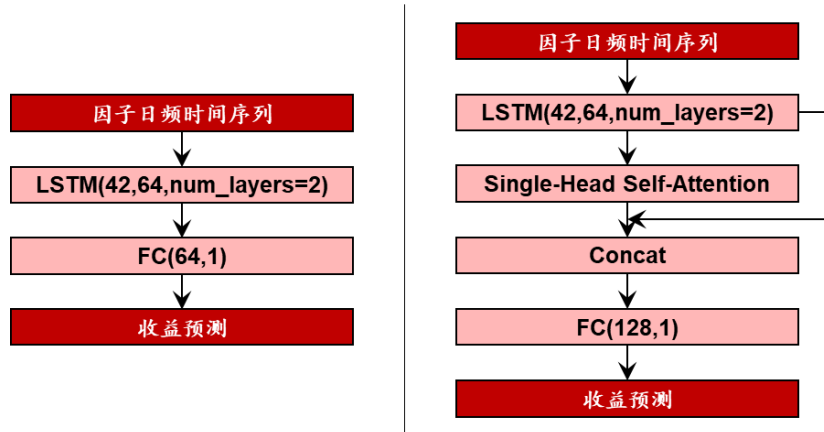 因子日频时间序列
LSTM(42,64,num_layers=2)
FC(64,1)
收益预测
因子日频时间序列
LSTM(42,64,num_layers=2)
Single-Head Self-Attention
Concat
FC(128,1)
收益预测